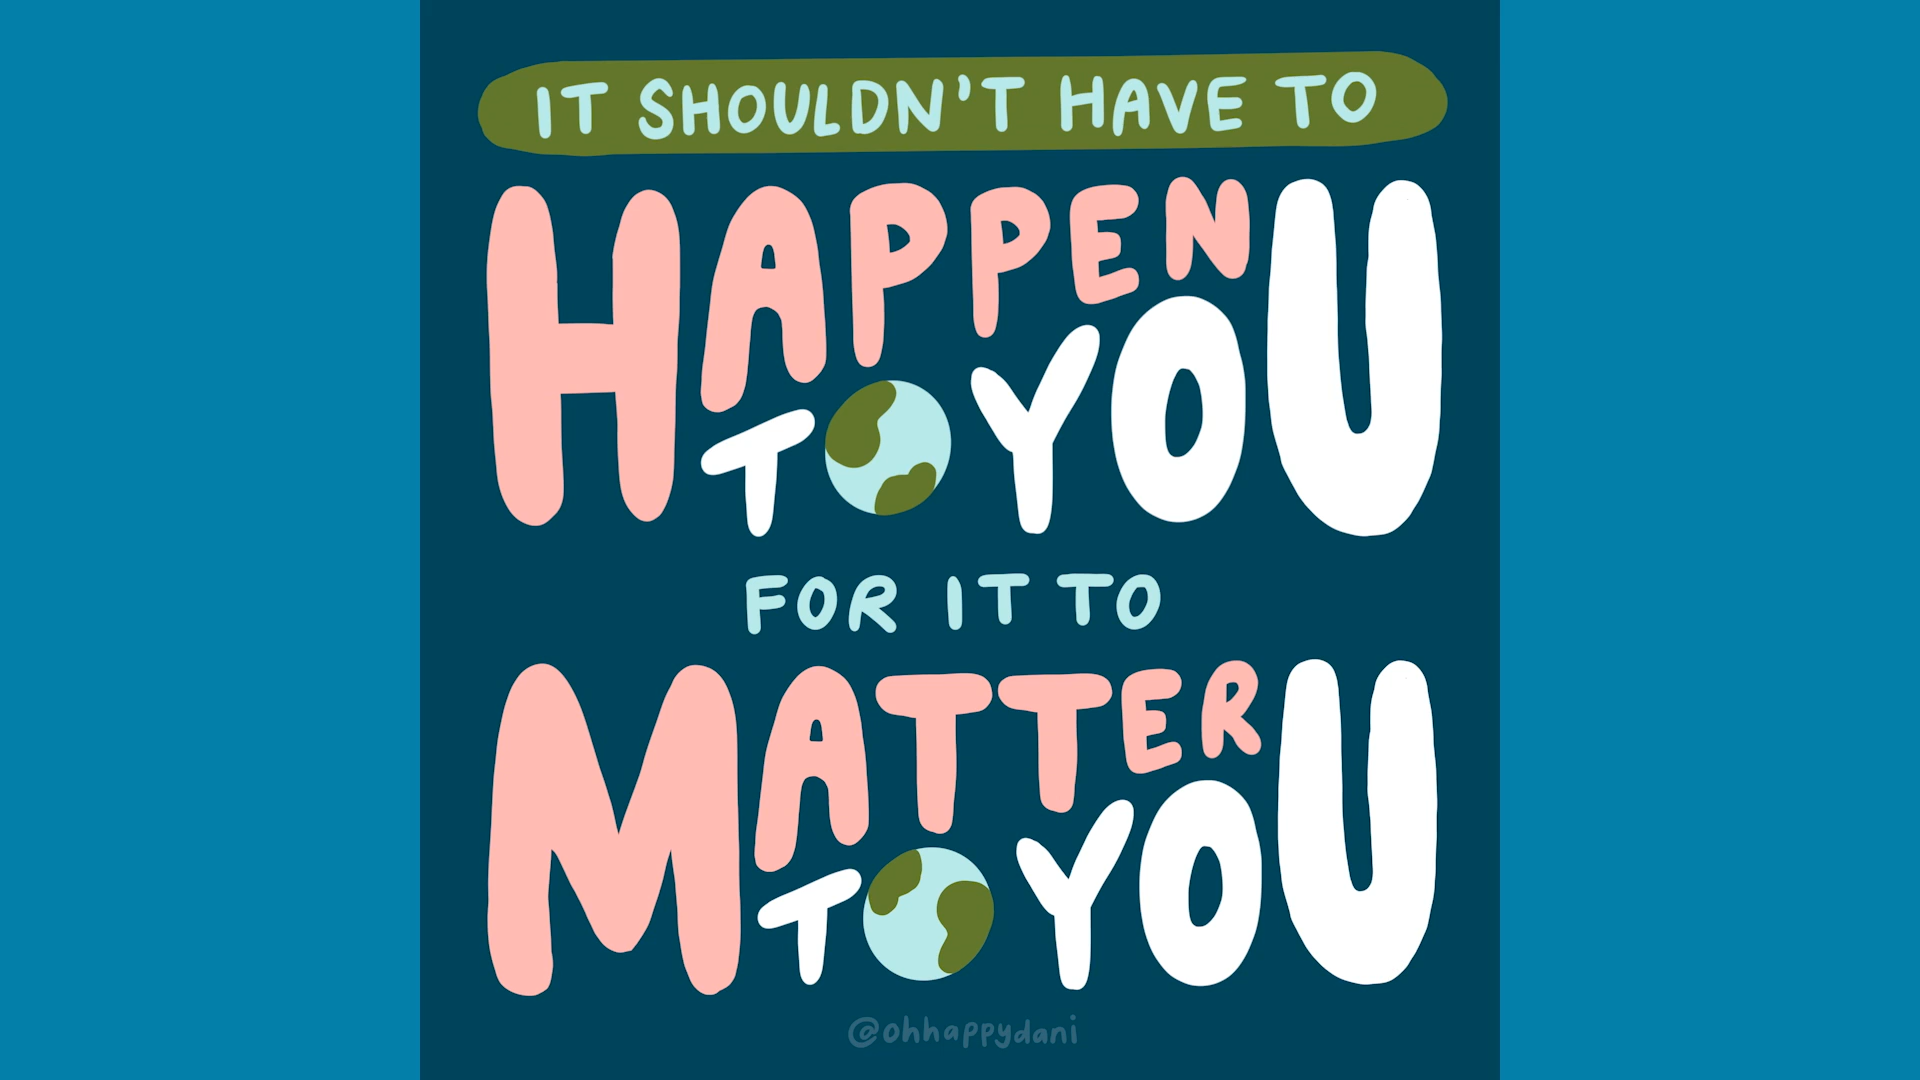 IT SHOULDN'T HAVE TO
HAPPEN
TO YOU
FOR IT TO
MATTER
TO YOU
@ohhappydani